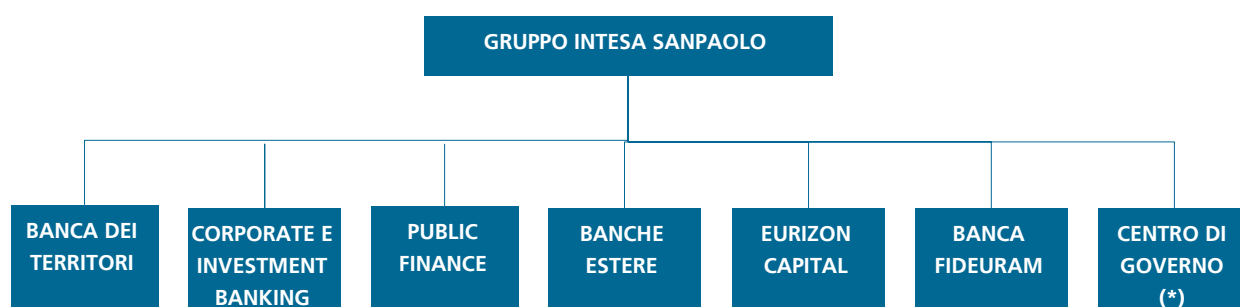 GRUPPO INTESA SANPAOLO
BANCA DEI
TERRITORI
CORPORATE E
INVESTMENT
BANKING
PUBLIC
FINANCE
BANCHE
ESTERE
EURIZON
CAPITAL
BANCA
FIDEURAM
CENTRO DI
GOVERNO
(*)